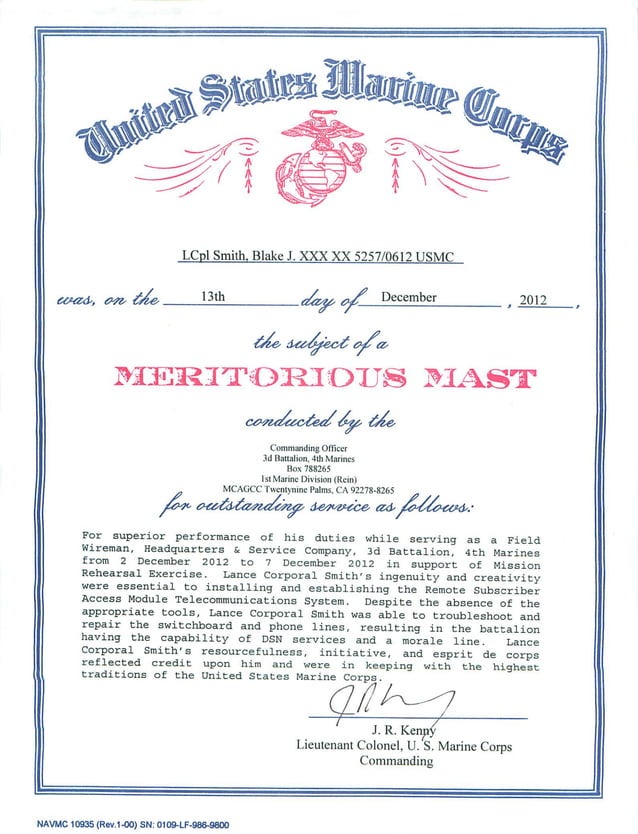 United States Marine Corps
LCpl Smith, Blake J. XXX XX 5257/0612 USMC
was, on the 13th day of December , 2012 ,
the subject of a
MERITORIOUS MAST
conducted by the
Commanding Officer
3d Battalion, 4th Marines
Box 788265
1st Marine Division (Rein)
MCAGCC Twentynine Palms, CA 92278-8265
for outstanding service as follows:
For superior performance of his duties while serving as a Field
Wireman, Headquarters & Service Company, 3d Battalion, 4th Marines
from 2 December 2012 to 7 December 2012 in support of Mission
Rehearsal Exercise. Lance Corporal Smith's ingenuity and creativity
were essential to installing and establishing the Remote Subscriber
Access Module Telecommunications System. Despite the absence of the
appropriate tools, Lance Corporal Smith was able to troubleshoot and
repair the switchboard and phone lines, resulting in the battalion
having the capability of DSN services and a morale line. Lance
Corporal Smith's resourcefulness, initiative, and esprit de corps
reflected credit upon him and were in keeping with the highest
traditions of the United States Marine Corps.
J. R. Kenny
Lieutenant Colonel, U. S. Marine Corps
Commanding
NAVMC 10935 (Rev.1-00) SN: 0109-LF-986-9800